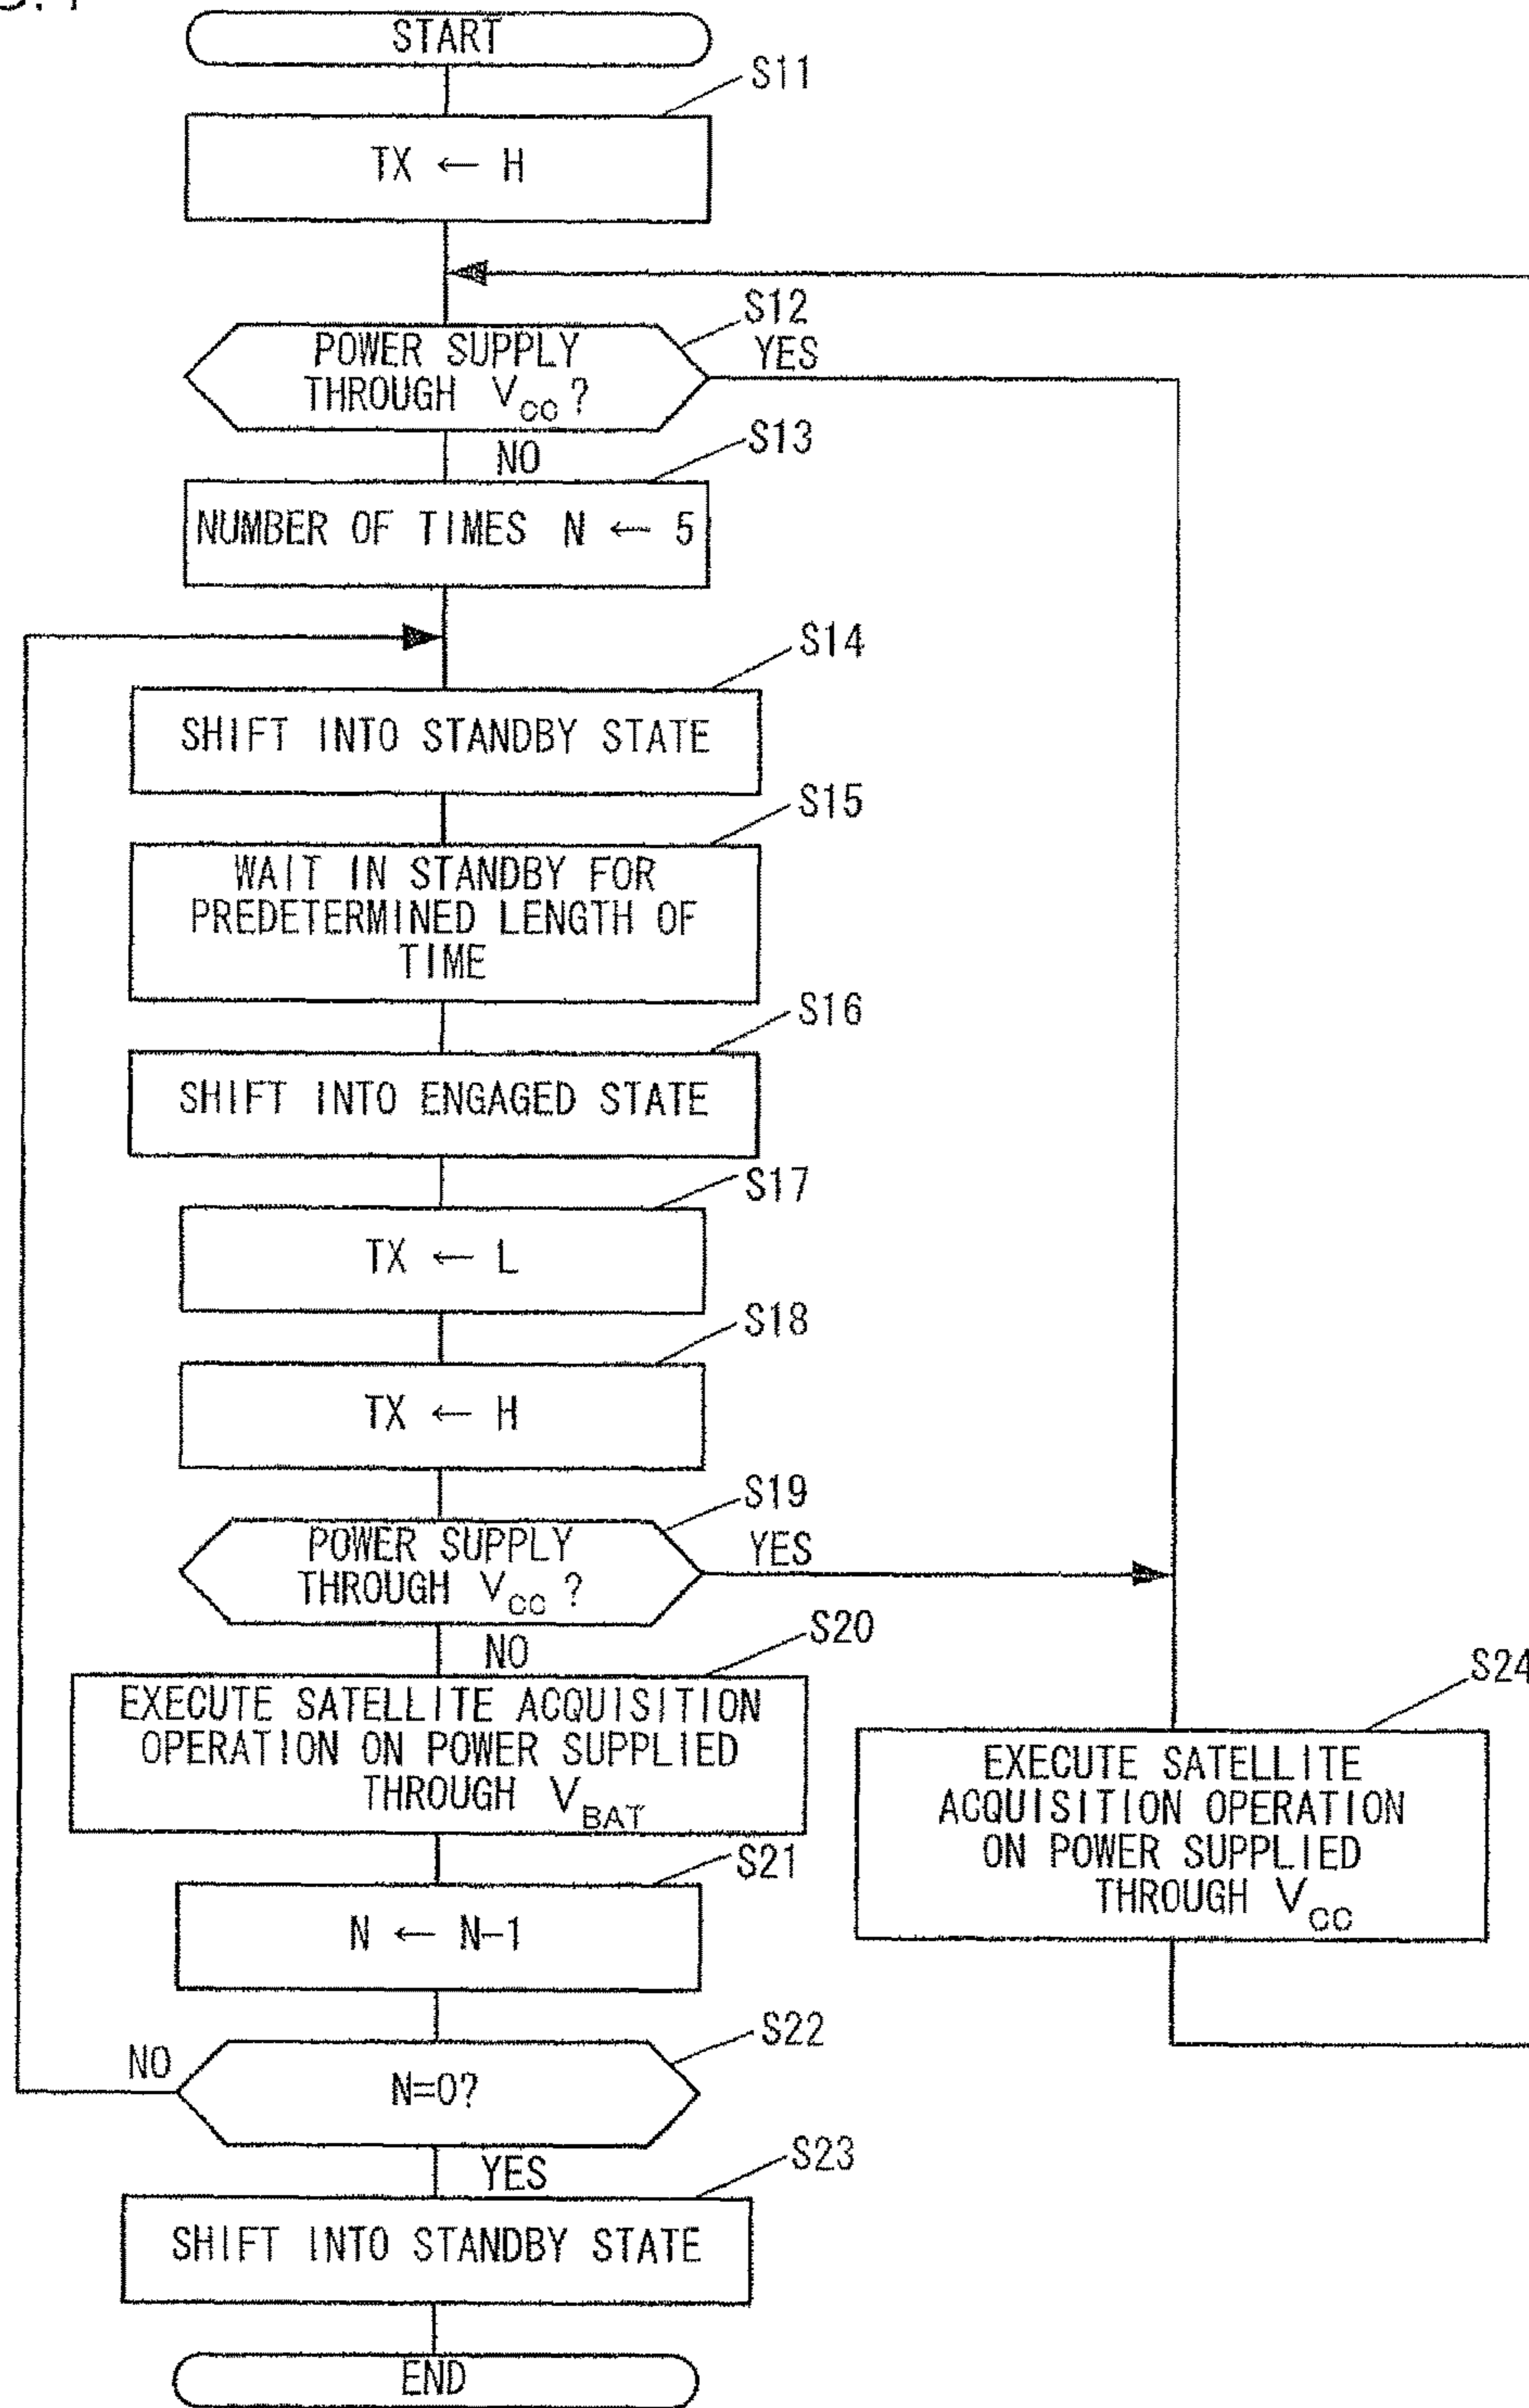 START
S11
TX ← H
S12
POWER SUPPLY
THROUGH VCC ?
YES
NO
S13
NUMBER OF TIMES N ← 5
S14
SHIFT INTO STANDBY STATE
S15
WAIT IN STANDBY FOR
PREDETERMINED LENGTH OF
TIME
S16
SHIFT INTO ENGAGED STATE
S17
TX ← L
S18
TX ← H
S19
POWER SUPPLY
THROUGH VCC ?
YES
NO
S20
EXECUTE SATELLITE ACQUISITION
OPERATION ON POWER SUPPLIED
THROUGH VBAT
S24
EXECUTE SATELLITE
ACQUISITION OPERATION
ON POWER SUPPLIED
THROUGH VCC
S21
N ← N-1
S22
NO
N=0?
YES
S23
SHIFT INTO STANDBY STATE
END